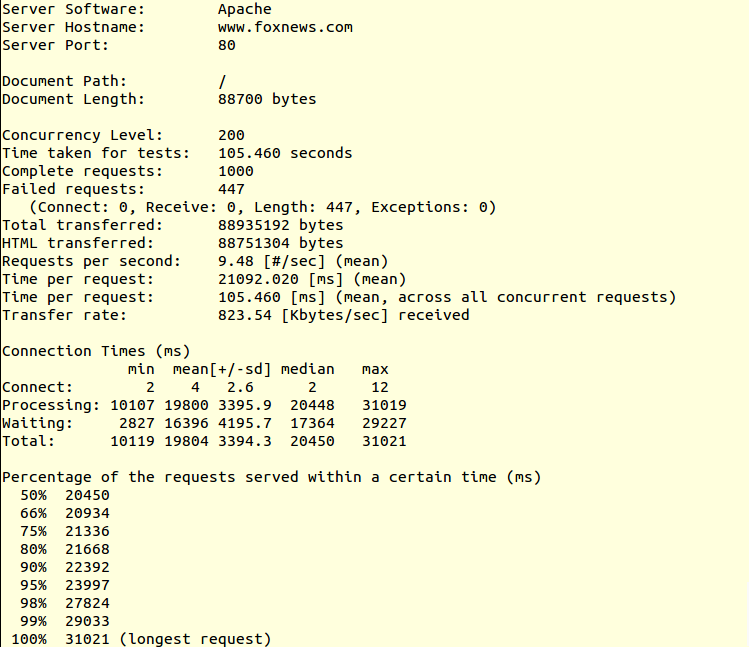 Server Software:        Apache
Server Hostname:        www.foxnews.com
Server Port:            80

Document Path:          /
Document Length:        88700 bytes

Concurrency Level:      200
Time taken for tests:   105.460 seconds
Complete requests:      1000
Failed requests:        447
   (Connect: 0, Receive: 0, Length: 447, Exceptions: 0)
Total transferred:      88935192 bytes
HTML transferred:       88751304 bytes
Requests per second:    9.48 [#/sec] (mean)
Time per request:       21092.020 [ms] (mean)
Time per request:       105.460 [ms] (mean, across all concurrent requests)
Transfer rate:          823.54 [Kbytes/sec] received

Connection Times (ms)
              min  mean[+/-sd] median   max
Connect:        2    4   2.6      2      12
Processing: 10107 19800 3395.9  20448   31019
Waiting:     2827 16396 4195.7  17364   29227
Total:      10119 19804 3394.3  20450   31021

Percentage of the requests served within a certain time (ms)
  50%  20450
  66%  20934
  75%  21336
  80%  21668
  90%  22392
  95%  23997
  98%  27824
  99%  29033
 100%  31021 (longest request)